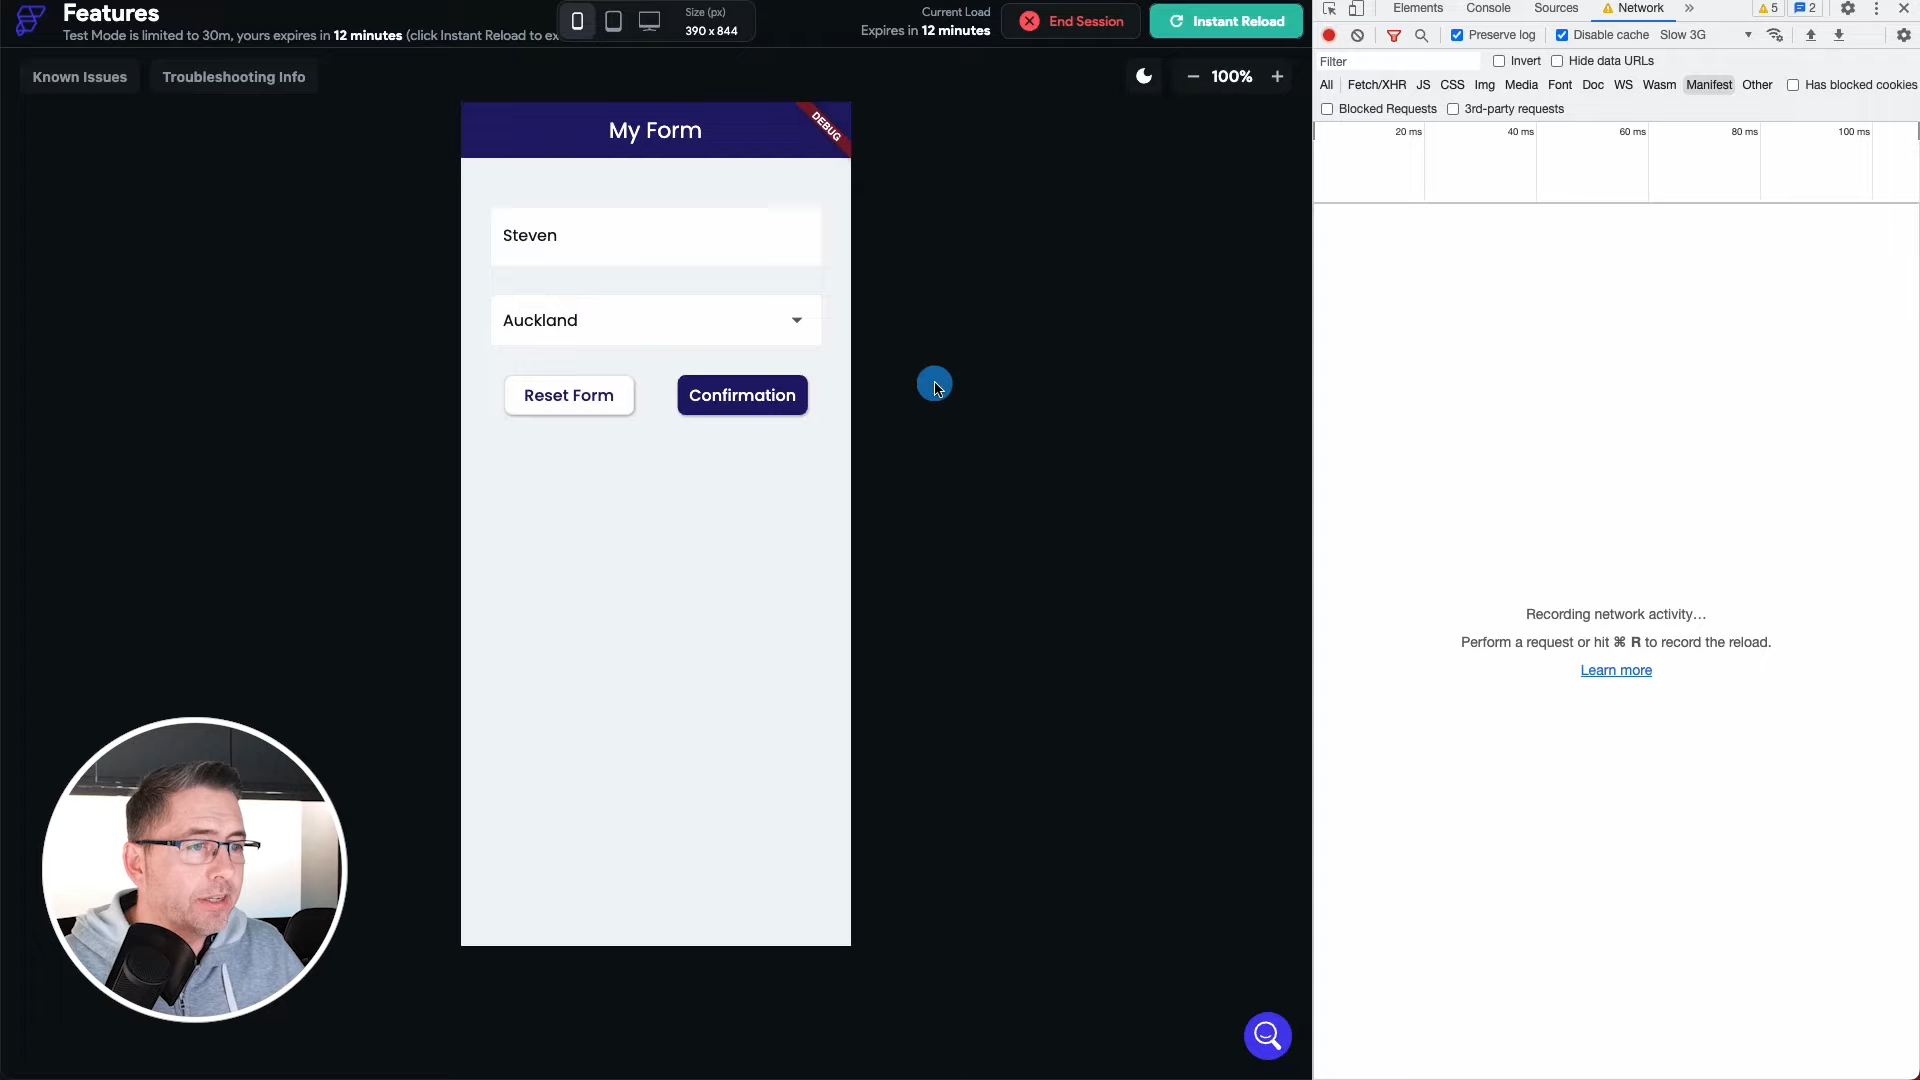 Features
Test Mode is limited to 30m, yours expires in 12 minutes (click Instant Reload to ex
Size (px)
390 x 844
Current Load
Expires in 12 minutes
End Session
Instant Reload
Known Issues
Troubleshooting Info
100%
My Form
DEBUG
Steven
Auckland
Reset Form
Confirmation
Elements
Console
Sources
Network
5
2
Preserve log
Disable cache
Slow 3G
Filter
Invert
Hide data URLs
All
Fetch/XHR
JS
CSS
Img
Media
Font
Doc
WS
Wasm
Manifest
Other
Has blocked cookies
Blocked Requests
3rd-party requests
20 ms
40 ms
60 ms
80 ms
100 ms
Recording network activity…
Perform a request or hit ⌘ R to record the reload.
Learn more